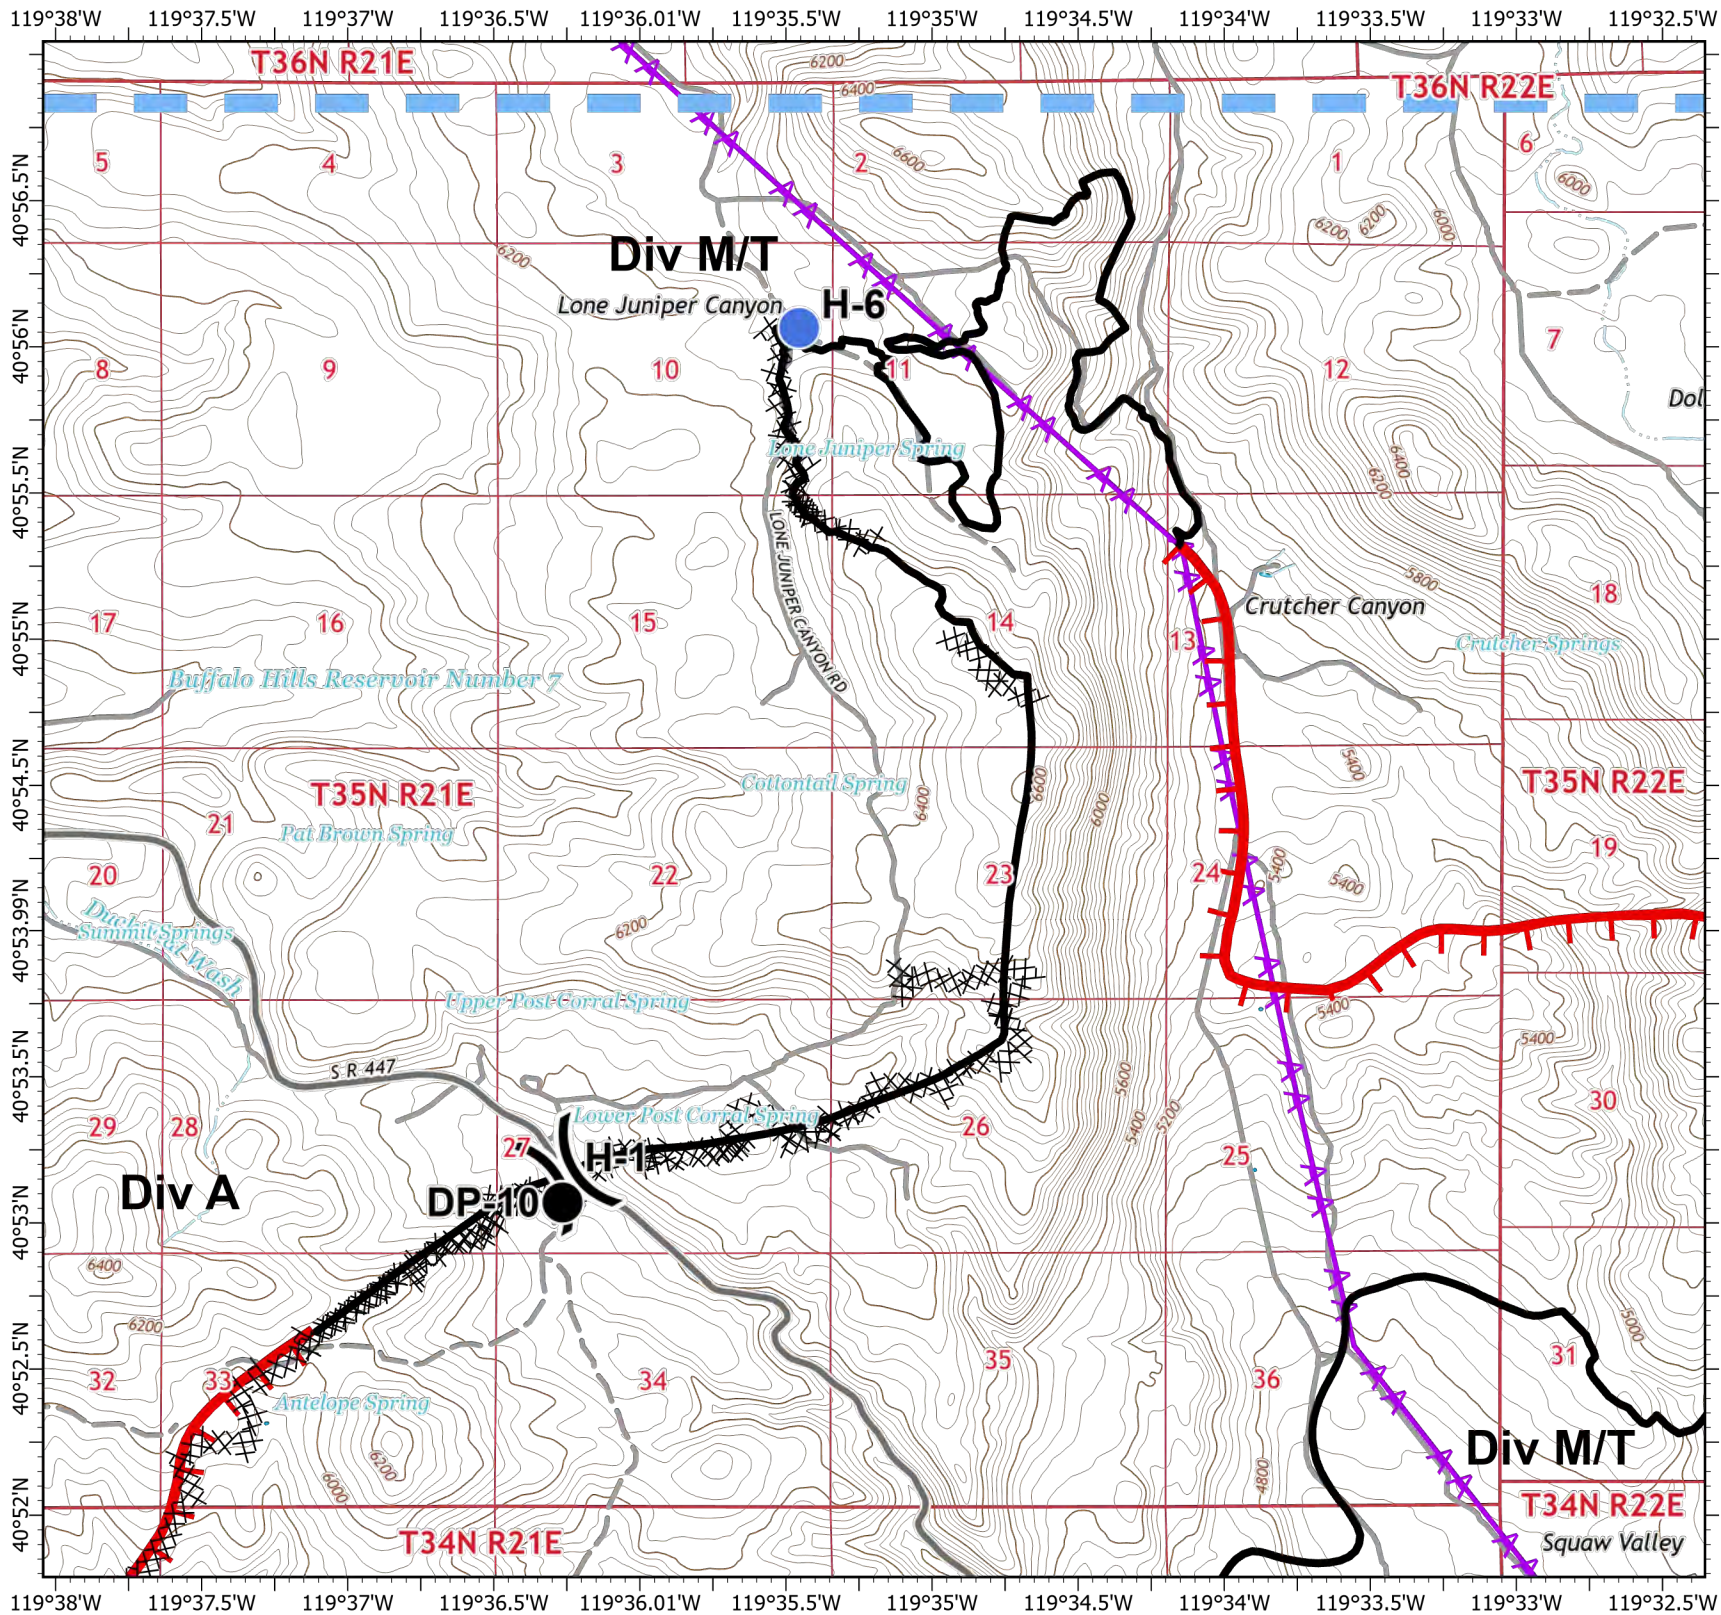 119°38'W 119°37.5'W 119°37'W 119°36.5'W 119°36.01'W 119°35.5'W 119°35'W 119°34.5'W 119°34'W 119°33.5'W 119°33'W 119°32.5'W
T36N R21E
6200
6400
T36N R22E
5
4
3
2
6600
1
6
6000
40°56.5'N
6200
6200
6200
6000
Div M/T
Lone Juniper Canyon
H-6
40°56'N
8
9
10
11
12
7
Dol
Lone Juniper Spring
6400
6200
40°55.5'N
LONE JUNIPER CANYON RD
5800
Crutcher Canyon
18
17
16
15
14
13
40°55'N
Crutcher Springs
Buffalo Hills Reservoir Number 7
40°54.5'N
T35N R21E
Cottontail Spring
6400
6600
6000
5400
T35N R22E
21
Pat Brown Spring
19
20
22
23
24
5400
5400
Duck Flat Wash
Summit Springs
6200
40°53.99'N
Upper Post Corral Spring
5400
5400
40°53.5'N
S R 447
5600
5400
5200
29
28
27
Lower Post Corral Spring
26
30
H-1
25
Div A
DP-10
40°53'N
6400
6200
5000
40°52.5'N
32
33
34
35
36
31
Antelope Spring
6200
6000
4800
Div M/T
40°52'N
T34N R21E
T34N R22E
Squaw Valley
119°38'W 119°37.5'W 119°37'W 119°36.5'W 119°36.01'W 119°35.5'W 119°35'W 119°34.5'W 119°34'W 119°33.5'W 119°33'W 119°32.5'W